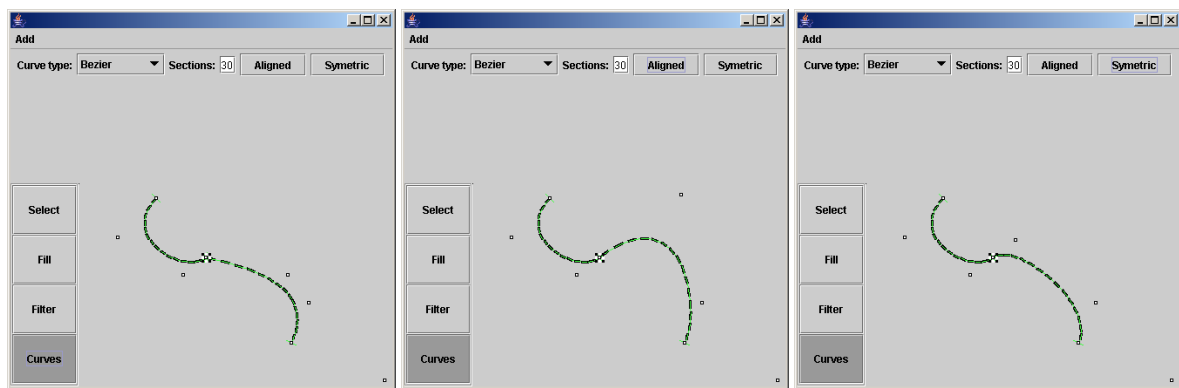 Add
Curve type: Bezier Sections: 30 Aligned Symetric
Select
Fill
Filter
Curves
Add
Curve type: Bezier Sections: 30 Aligned Symetric
Select
Fill
Filter
Curves
Add
Curve type: Bezier Sections: 30 Aligned Symetric
Select
Fill
Filter
Curves